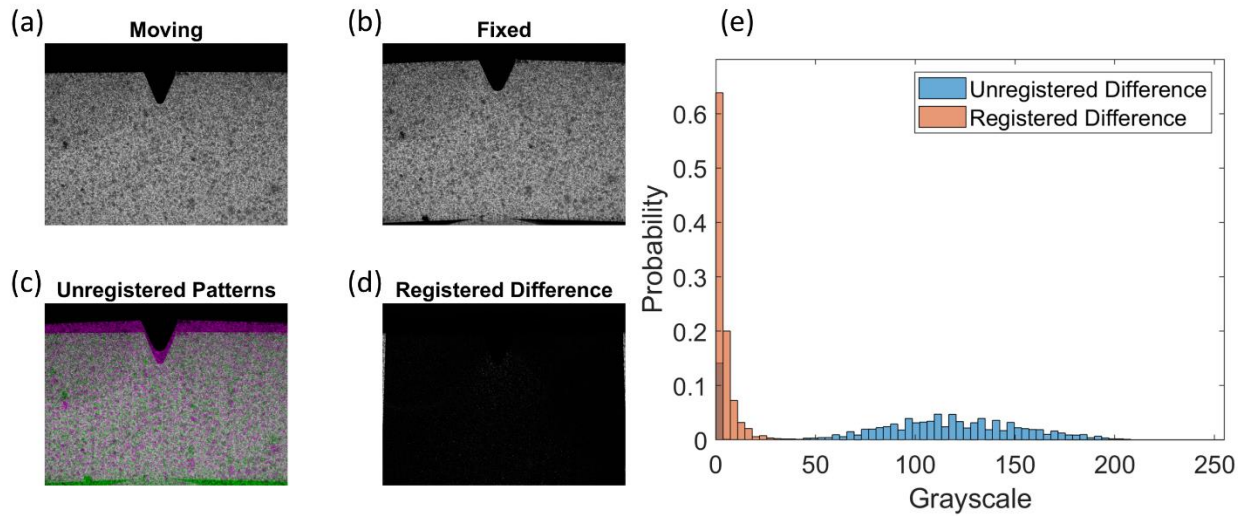 (a)
Moving
(b)
Fixed
(c)
Unregistered Patterns
(d)
Registered Difference
(e)
Unregistered Difference
Registered Difference
Probability
0.6
0.5
0.4
0.3
0.2
0.1
0
0
50
100
150
200
250
Grayscale